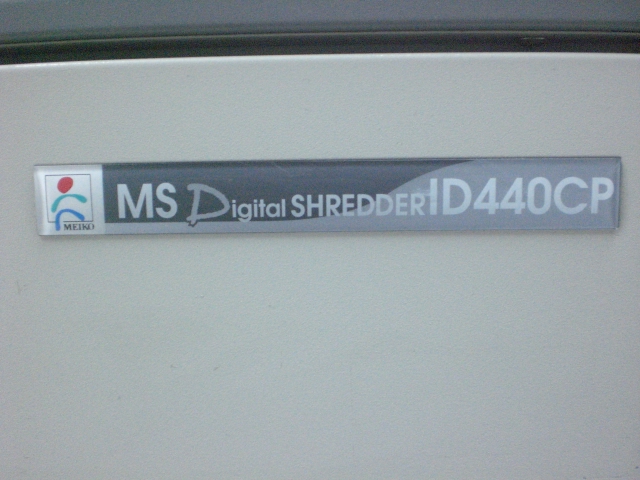 MEIKO
MS Digital SHREDDER ID440CP